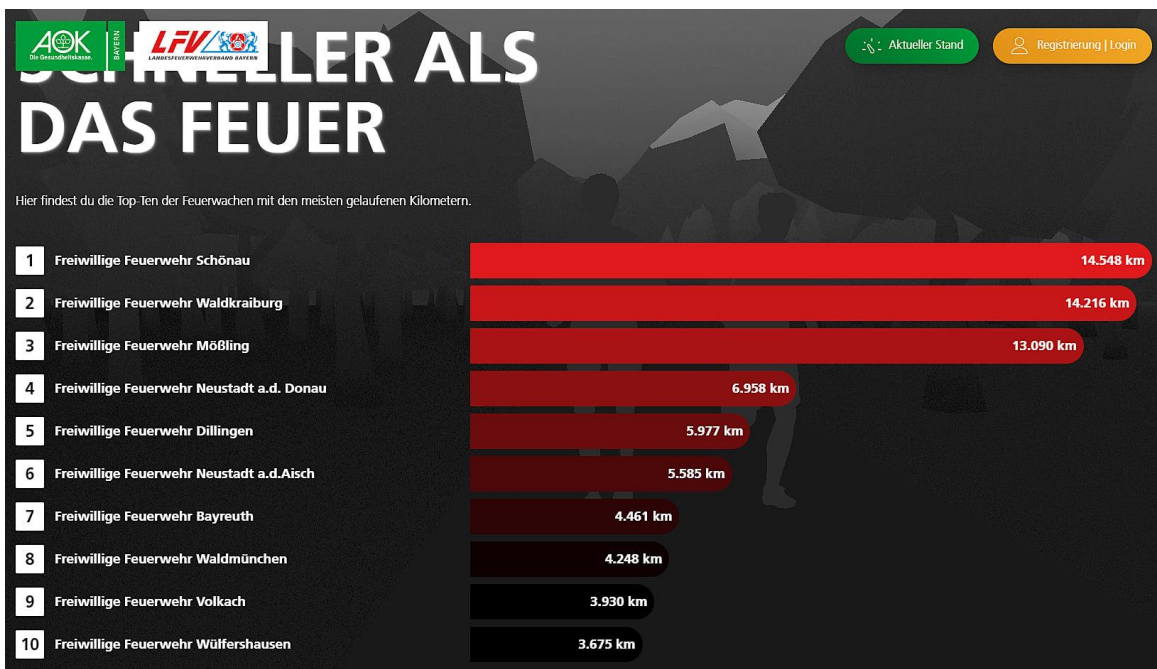 AOK
Die Gesundheitskasse.
BAYERN
LFV
LANDESFEUERWEHRVERBAND BAYERN
Aktueller Stand
Registrierung | Login
SCHNELLER ALS
DAS FEUER
Hier findest du die Top-Ten der Feuerwachen mit den meisten gelaufenen Kilometern.
1 Freiwillige Feuerwehr Schönau 14.548 km
2 Freiwillige Feuerwehr Waldkraiburg 14.216 km
3 Freiwillige Feuerwehr Mößling 13.090 km
4 Freiwillige Feuerwehr Neustadt a.d. Donau 6.958 km
5 Freiwillige Feuerwehr Dillingen 5.977 km
6 Freiwillige Feuerwehr Neustadt a.d.Aisch 5.585 km
7 Freiwillige Feuerwehr Bayreuth 4.461 km
8 Freiwillige Feuerwehr Waldmünchen 4.248 km
9 Freiwillige Feuerwehr Volkach 3.930 km
10 Freiwillige Feuerwehr Wülfershausen 3.675 km